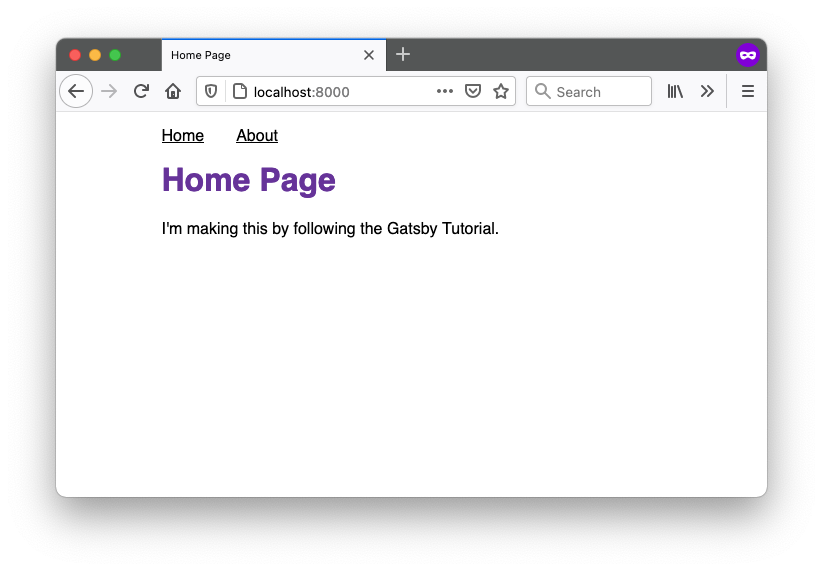 Home Page
localhost:8000
Search
Home About
Home Page
I'm making this by following the Gatsby Tutorial.